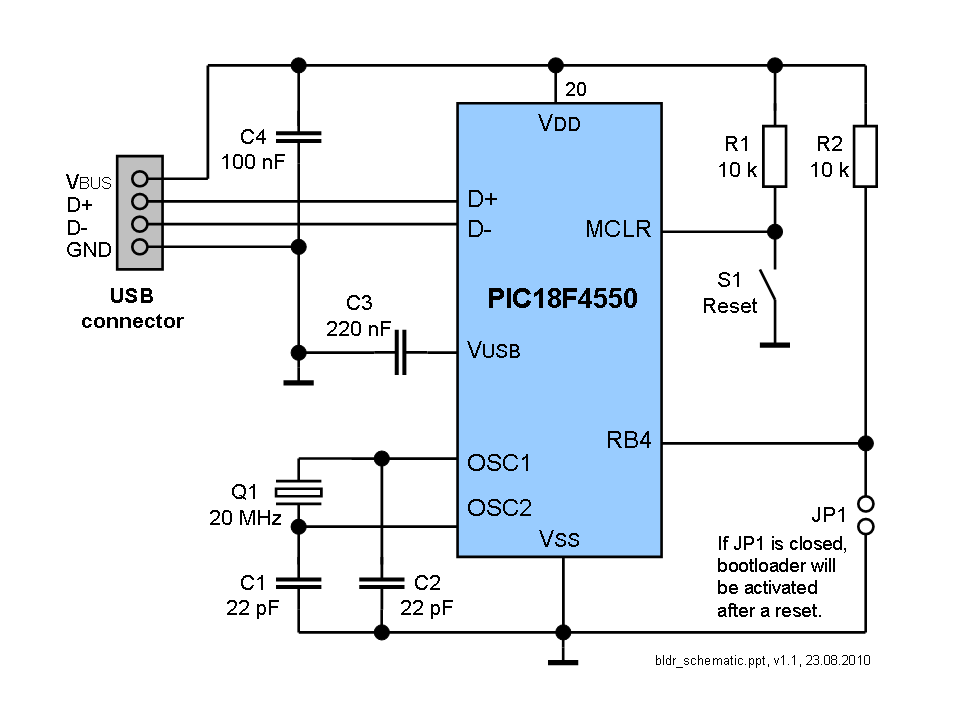 20
VDD
C4
100 nF
R1
10 k
R2
10 k
VBUS
D+
D-
GND
D+
D-
MCLR
USB
connector
PIC18F4550
S1
Reset
C3
220 nF
VUSB
RB4
OSC1
OSC2
Q1
20 MHz
VSS
JP1
If JP1 is closed,
bootloader will
be activated
after a reset.
C1
22 pF
C2
22 pF
bldr_schematic.ppt, v1.1, 23.08.2010